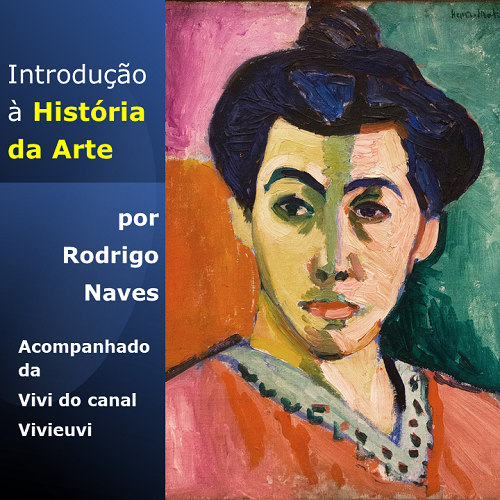 Introdução
à História
da Arte
por
Rodrigo
Naves
Acompanhado
da
Vivi do canal
Vivieuvi